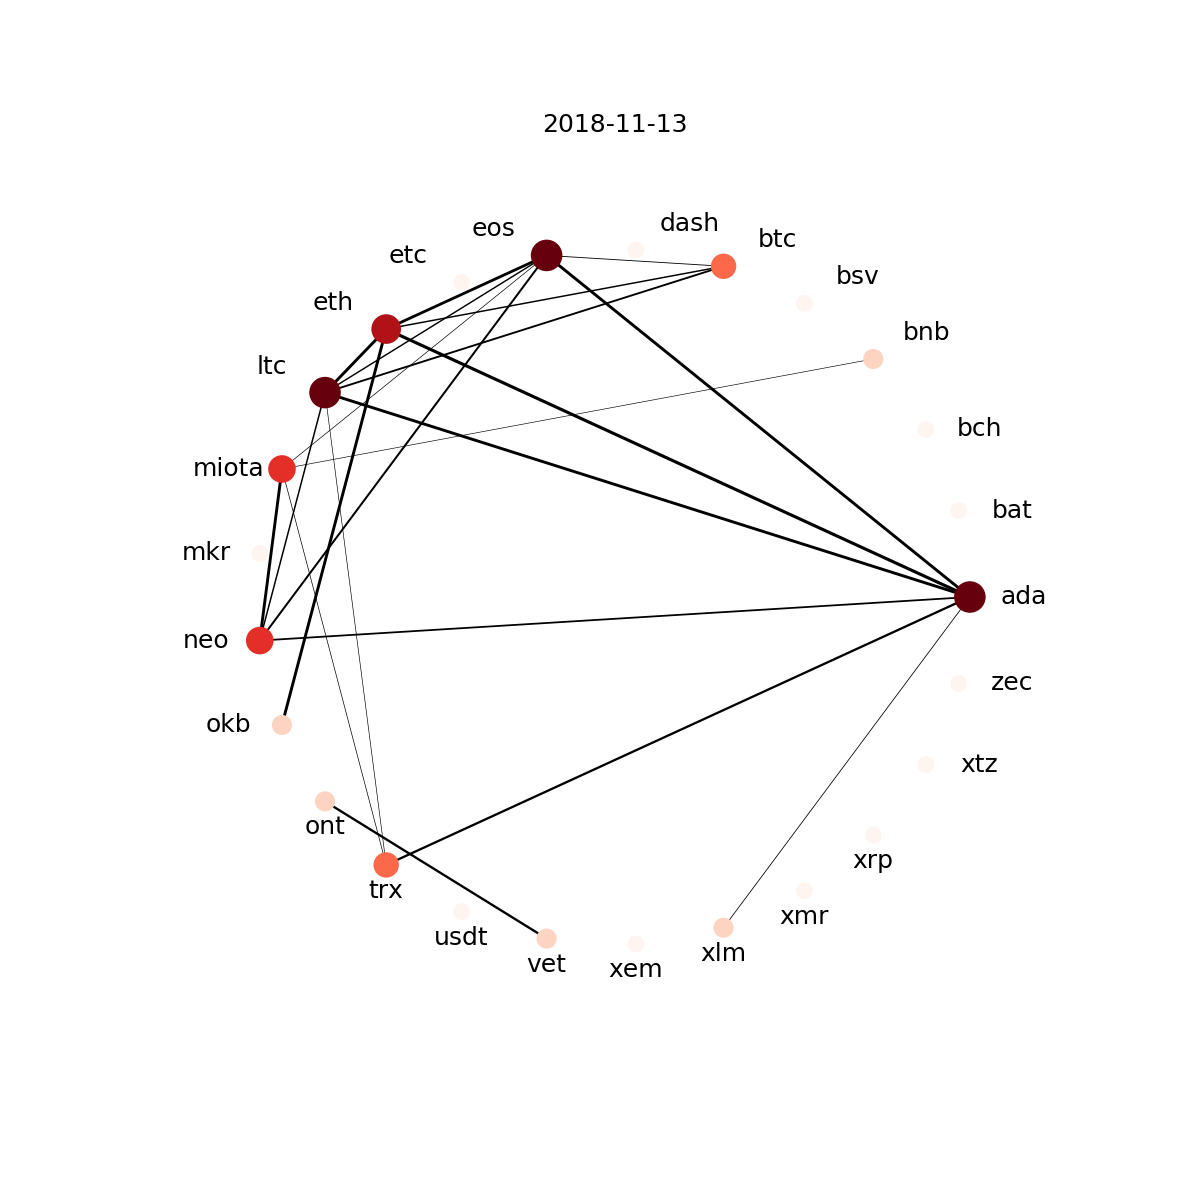 2018-11-13
dash
eos
btc
etc
bsv
eth
bnb
ltc
bch
miota
bat
mkr
ada
neo
zec
okb
xtz
ont
xrp
trx
xmr
usdt
xlm
vet
xem